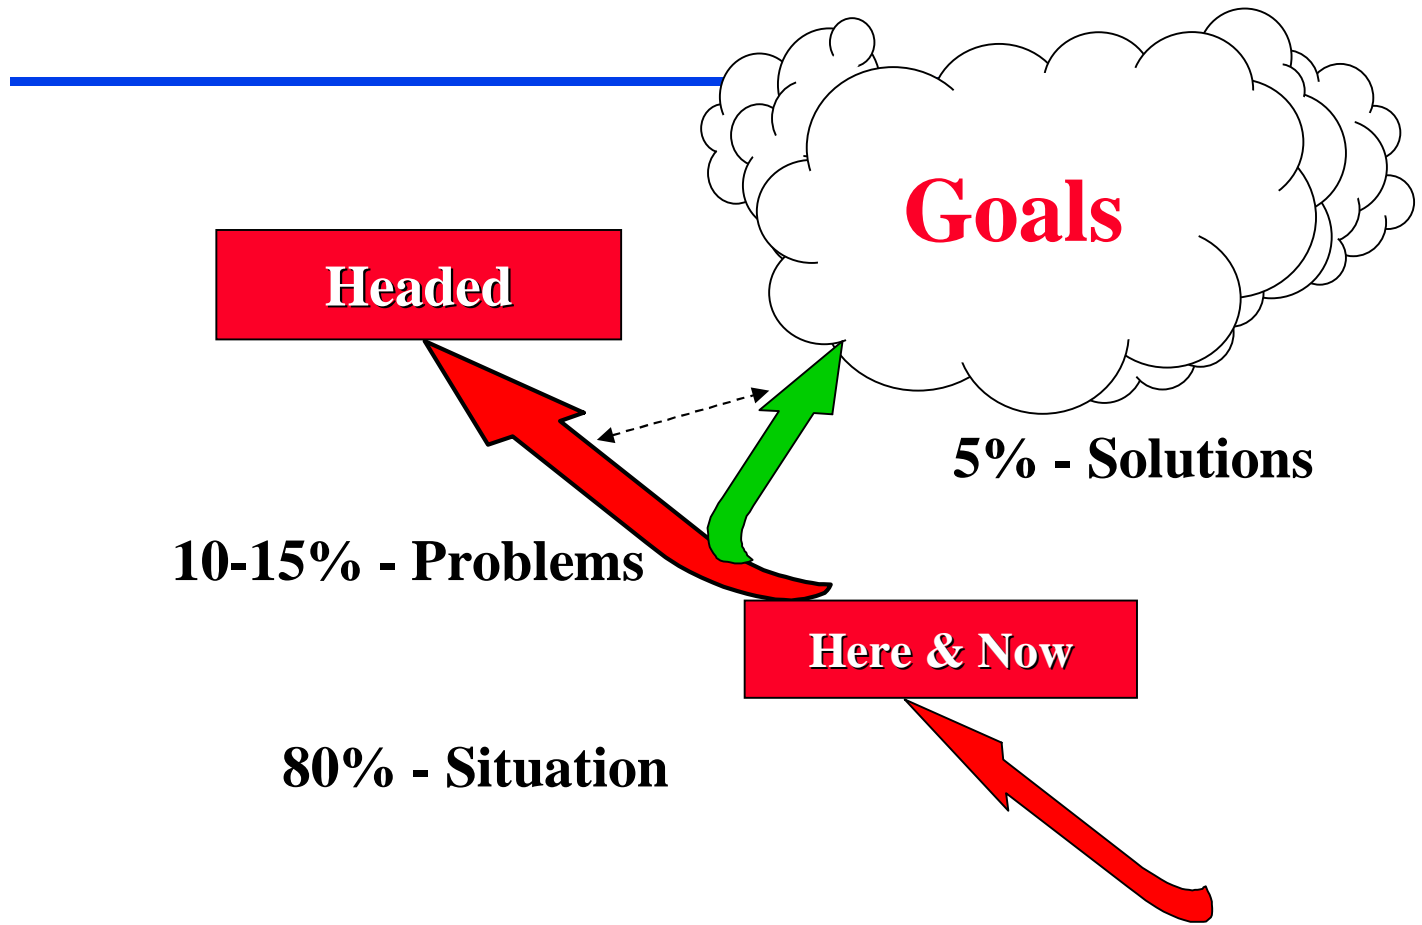 Goals
Headed
5% - Solutions
10-15% - Problems
Here & Now
80% - Situation